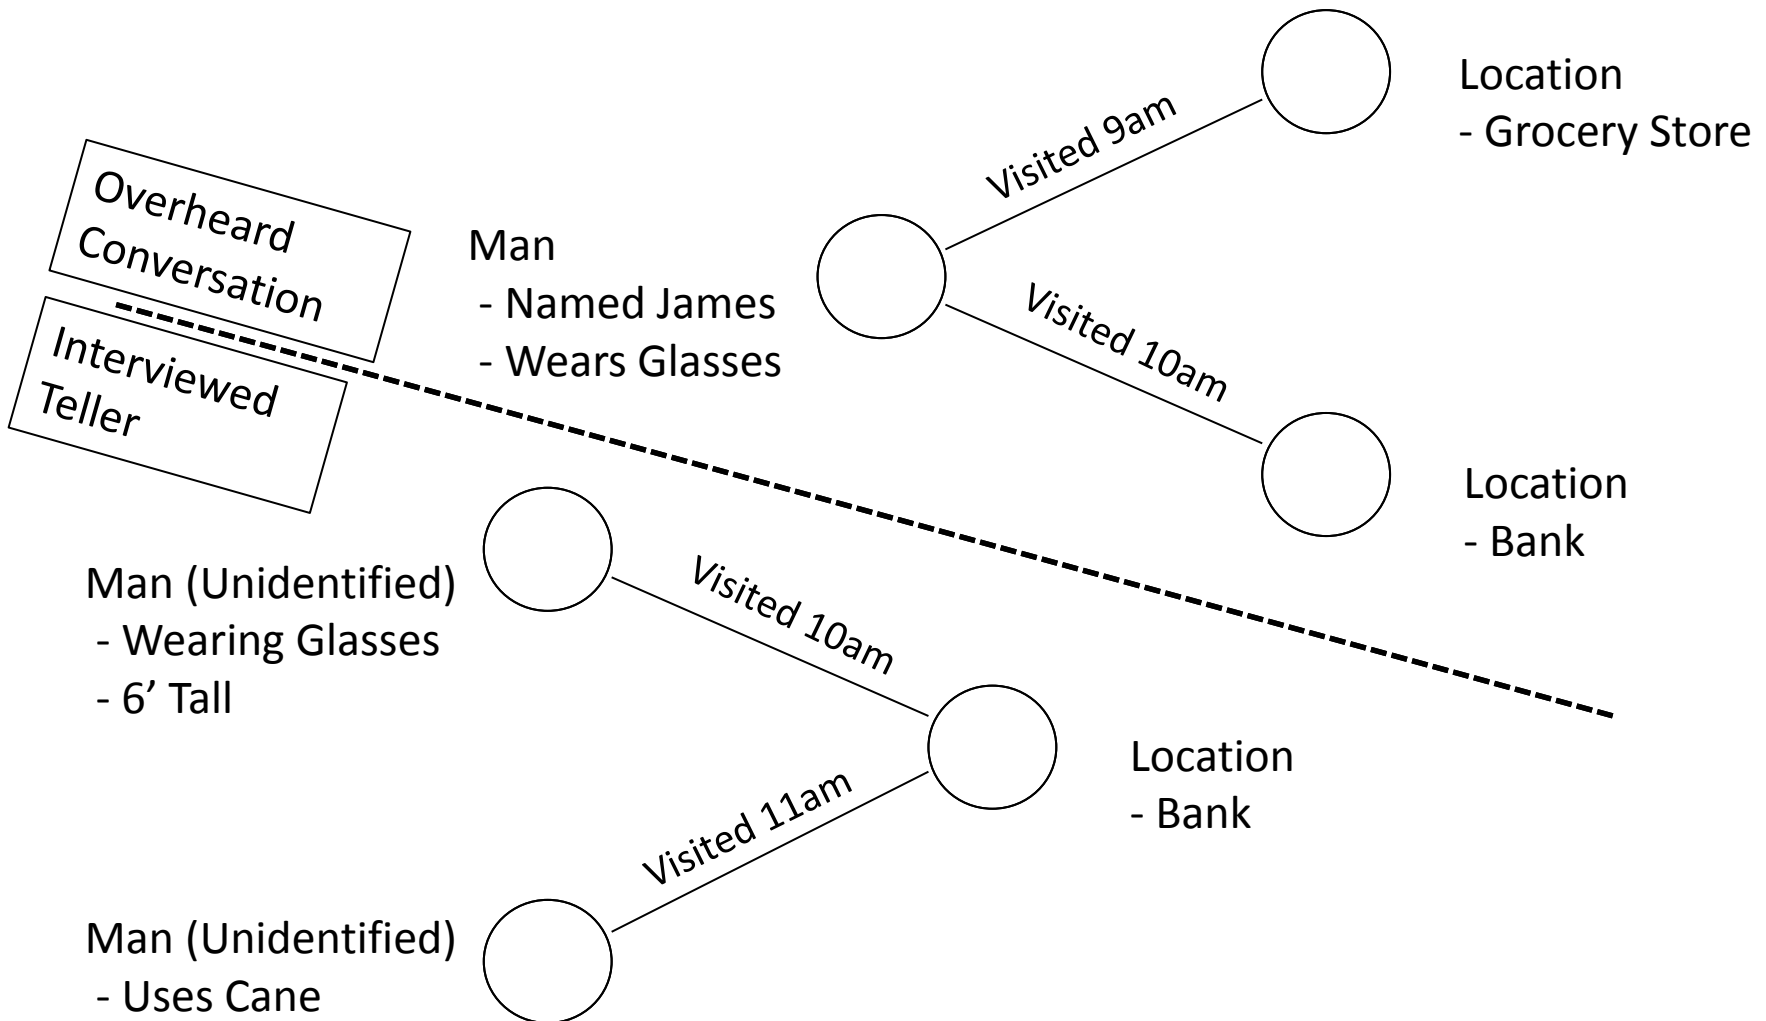 Overheard
Conversation
Interviewed
Teller
Man
- Named James
- Wears Glasses
Visited 9am
Location
- Grocery Store
Visited 10am
Location
- Bank
Man (Unidentified)
- Wearing Glasses
- 6’ Tall
Visited 10am
Location
- Bank
Visited 11am
Man (Unidentified)
- Uses Cane